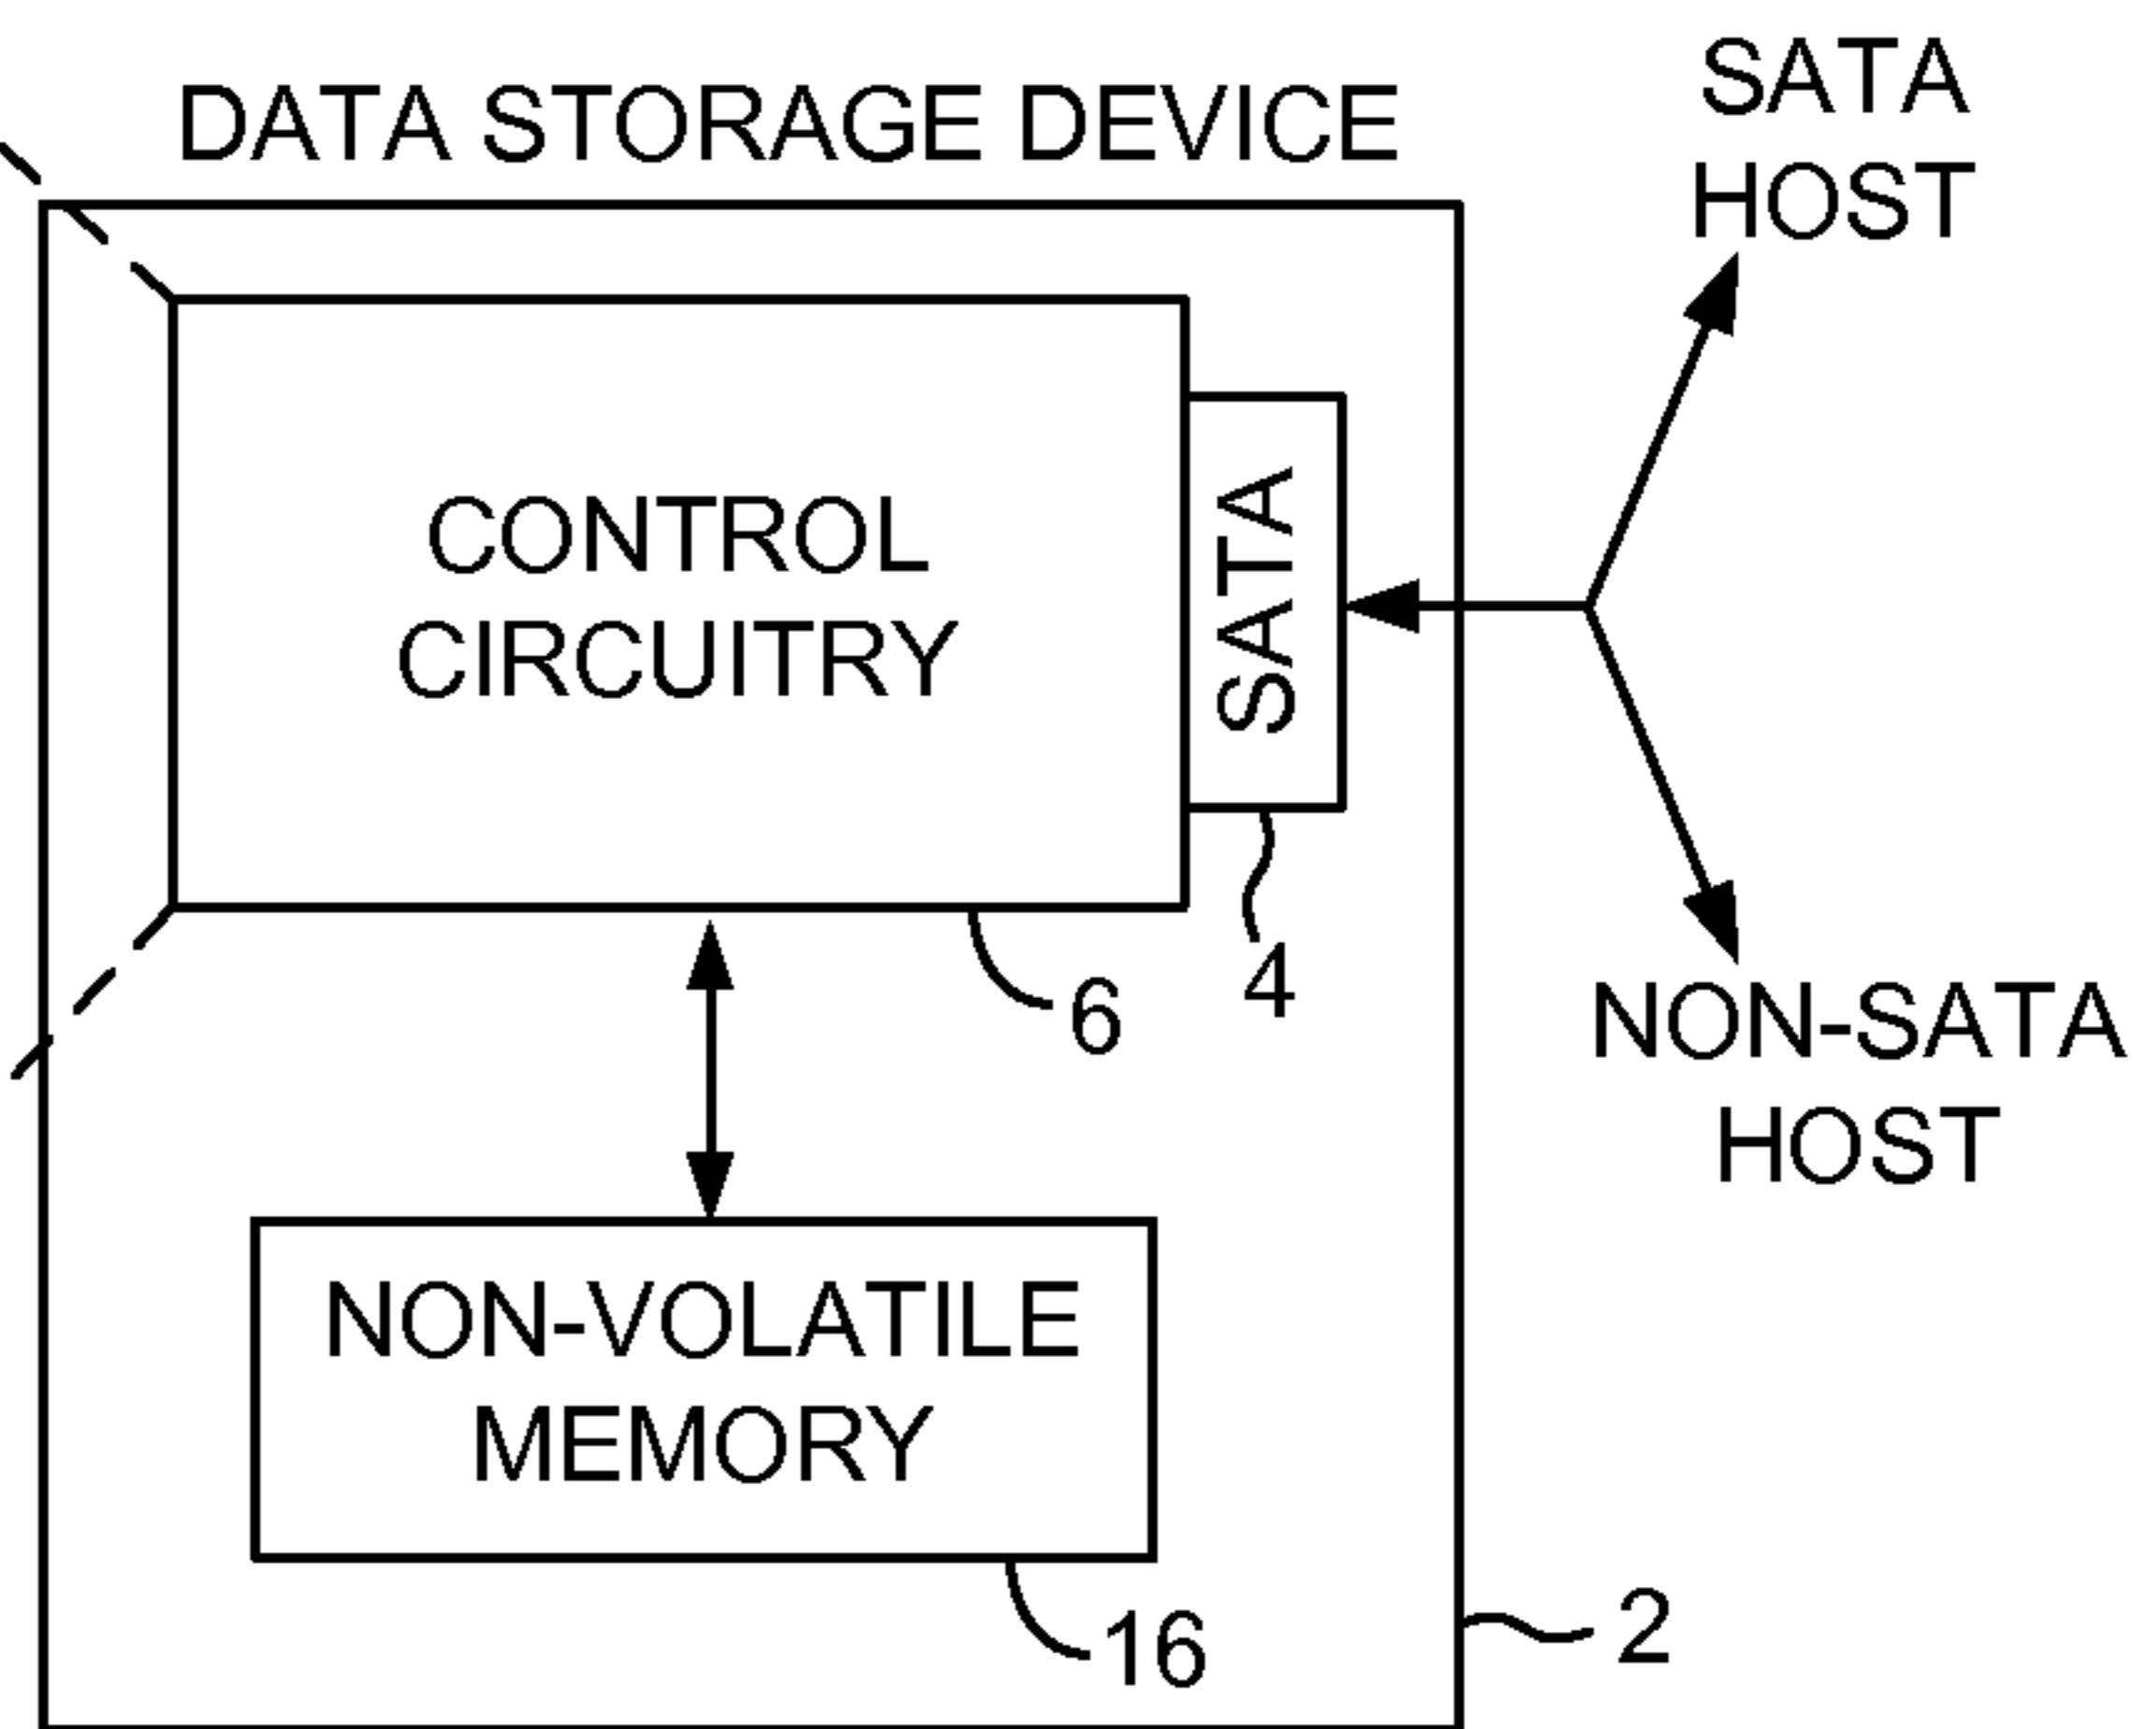 DATA STORAGE DEVICE
SATA
HOST
CONTROL
CIRCUITRY
SATA
4
6
NON-SATA
HOST
NON-VOLATILE
MEMORY
16
2